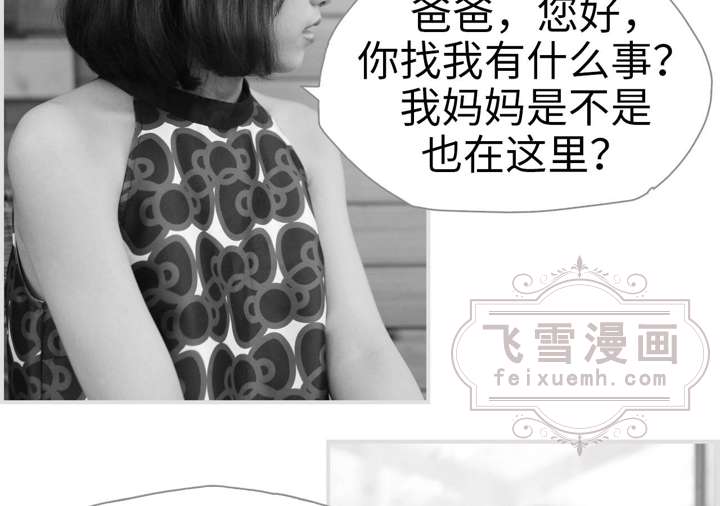 爸爸，您好，
你找我有什么事？
我妈妈是不是
也在这里？
飞雪漫画
feixuemh.com